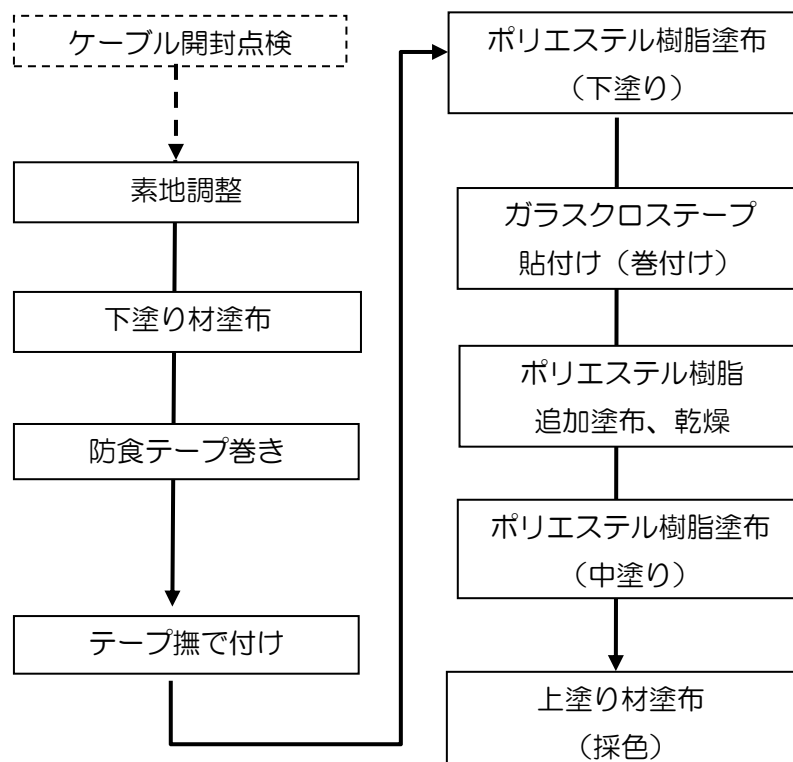 ケーブル開封点検
素地調整
下塗り材塗布
防食テープ巻き
テープ撫で付け
ポリエステル樹脂塗布
（下塗り）
ガラスクロステープ
貼付け（巻付け）
ポリエステル樹脂
追加塗布、乾燥
ポリエステル樹脂塗布
（中塗り）
上塗り材塗布
（採色）